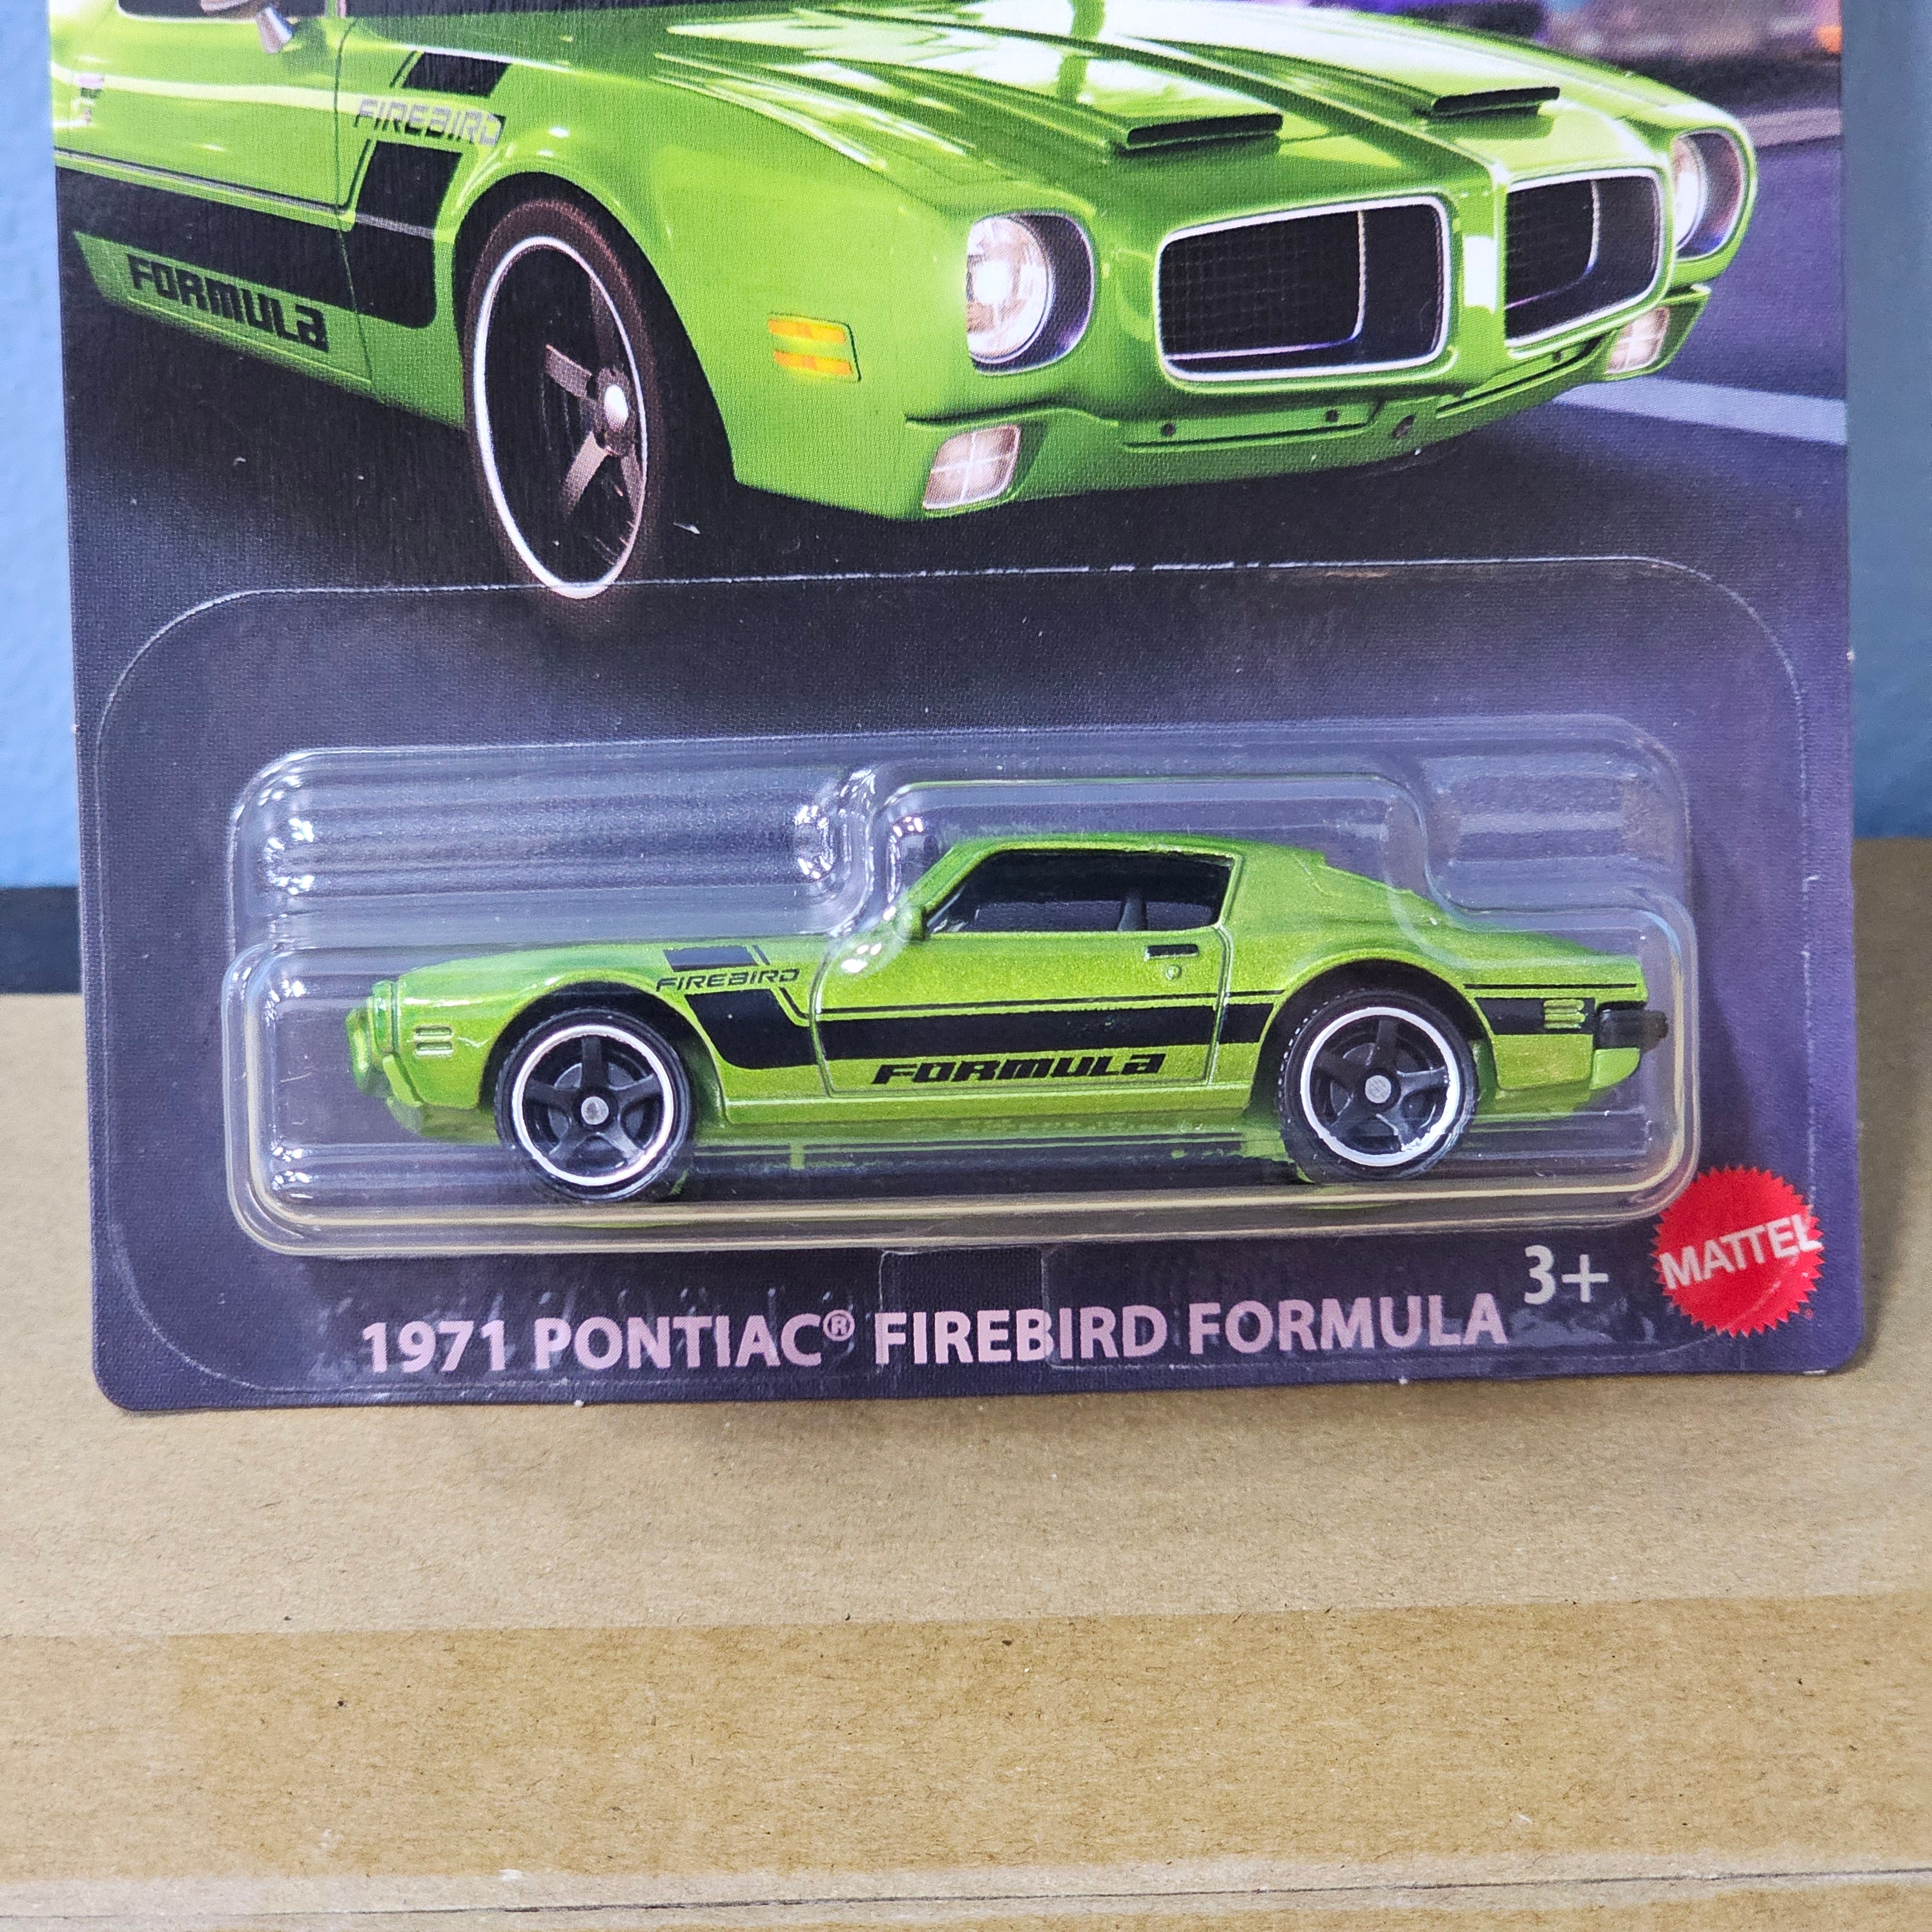 FIREBIRD
FORMULA
FIREBIRD
FORMULA
3+
MATTEL
1971 PONTIAC® FIREBIRD FORMULA